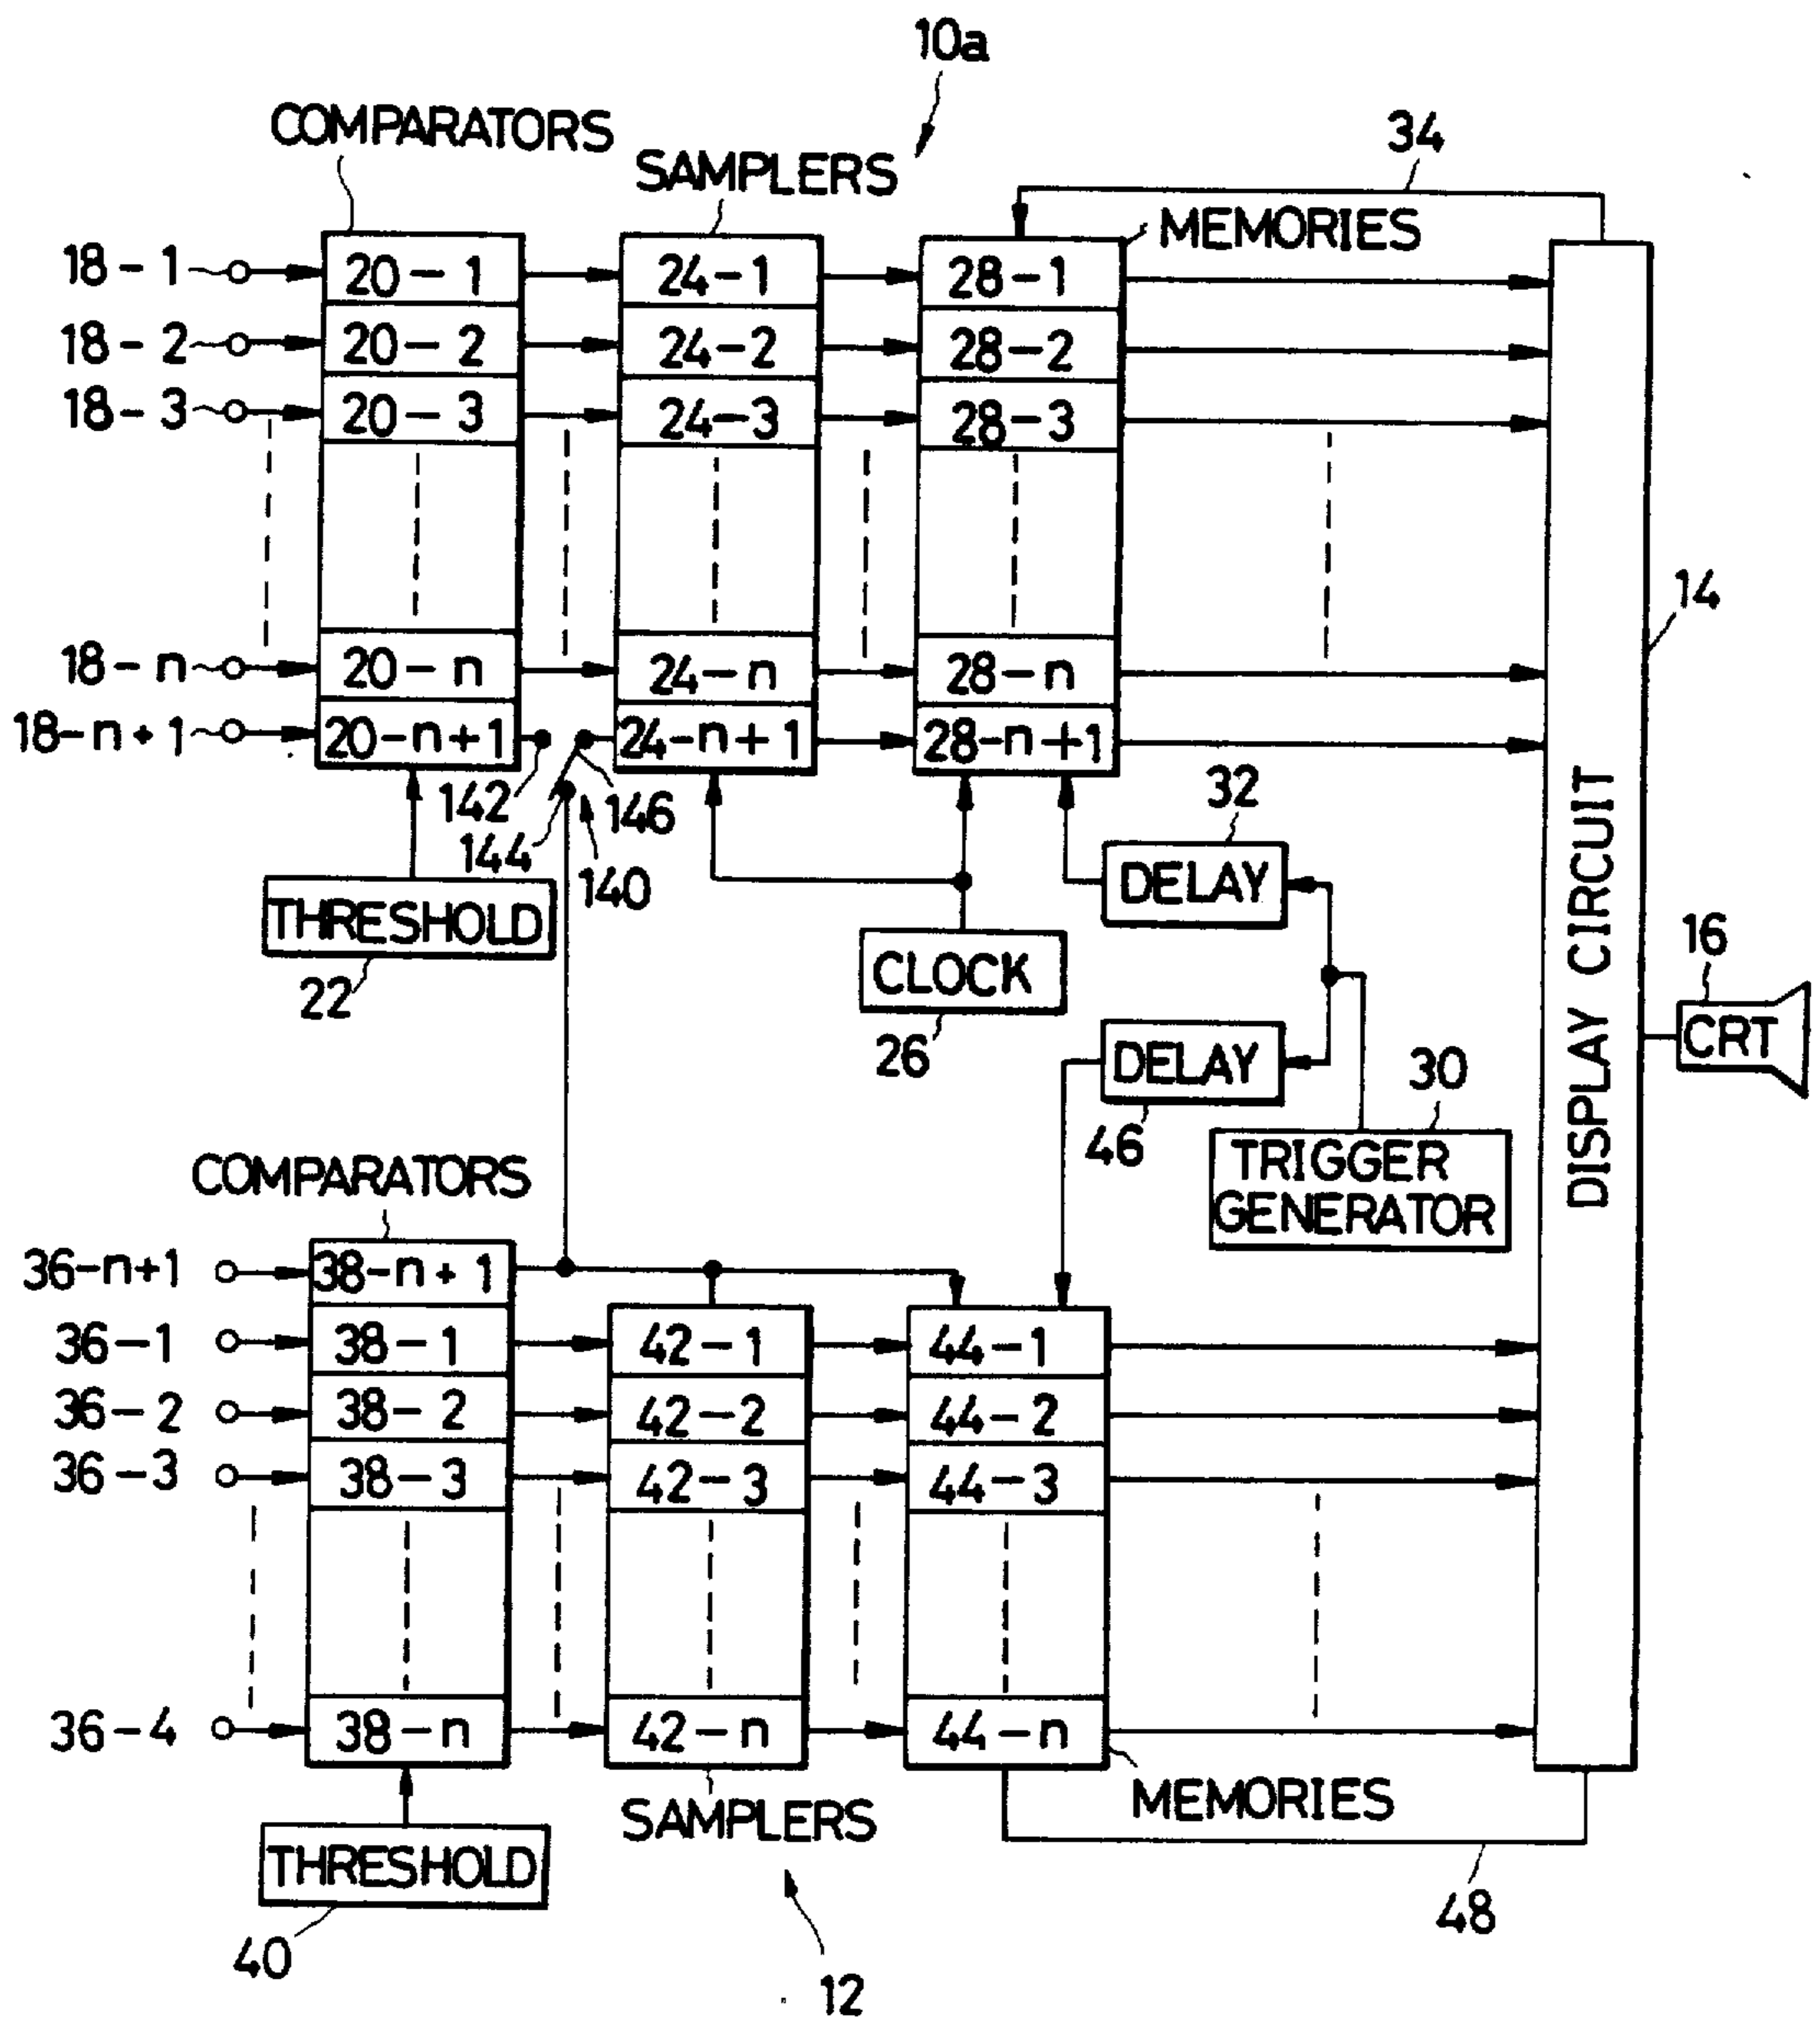 10a
COMPARATORS
SAMPLERS
34
MEMORIES
18-1
20-1
24-1
28-1
18-2
20-2
24-2
28-2
18-3
20-3
24-3
28-3
14
18-n
20-n
24-n
28-n
18-n+1
20-n+1
24-n+1
28-n+1
142
146
144
140
32
DELAY
THRESHOLD
22
CLOCK
26
DISPLAY CIRCUIT
16
CRT
DELAY
46
30
TRIGGER
GENERATOR
COMPARATORS
36-n+1
38-n+1
36-1
38-1
42-1
44-1
36-2
38-2
42-2
44-2
36-3
38-3
42-3
44-3
36-4
38-n
42-n
44-n
SAMPLERS
MEMORIES
THRESHOLD
40
48
12